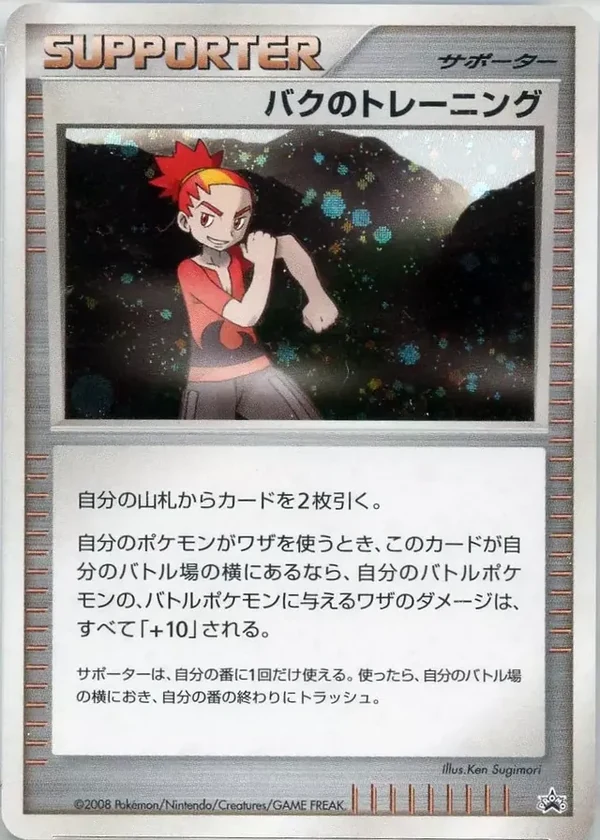 SUPPORTER
サポーター
バクのトレーニング
自分の山札からカードを2枚引く。
自分のポケモンがワザを使うとき、このカードが自
分のバトル場の横にあるなら、自分のバトルポケ
モンの、バトルポケモンに与えるワザのダメージは、
すべて「+10」される。
サポーターは、自分の番に1回だけ使える。使ったら、自分のバトル場
の横におき、自分の番の終わりにトラッシュ。
Illus.Ken Sugimori
©2008 Pokémon/Nintendo/Creatures/GAME FREAK.